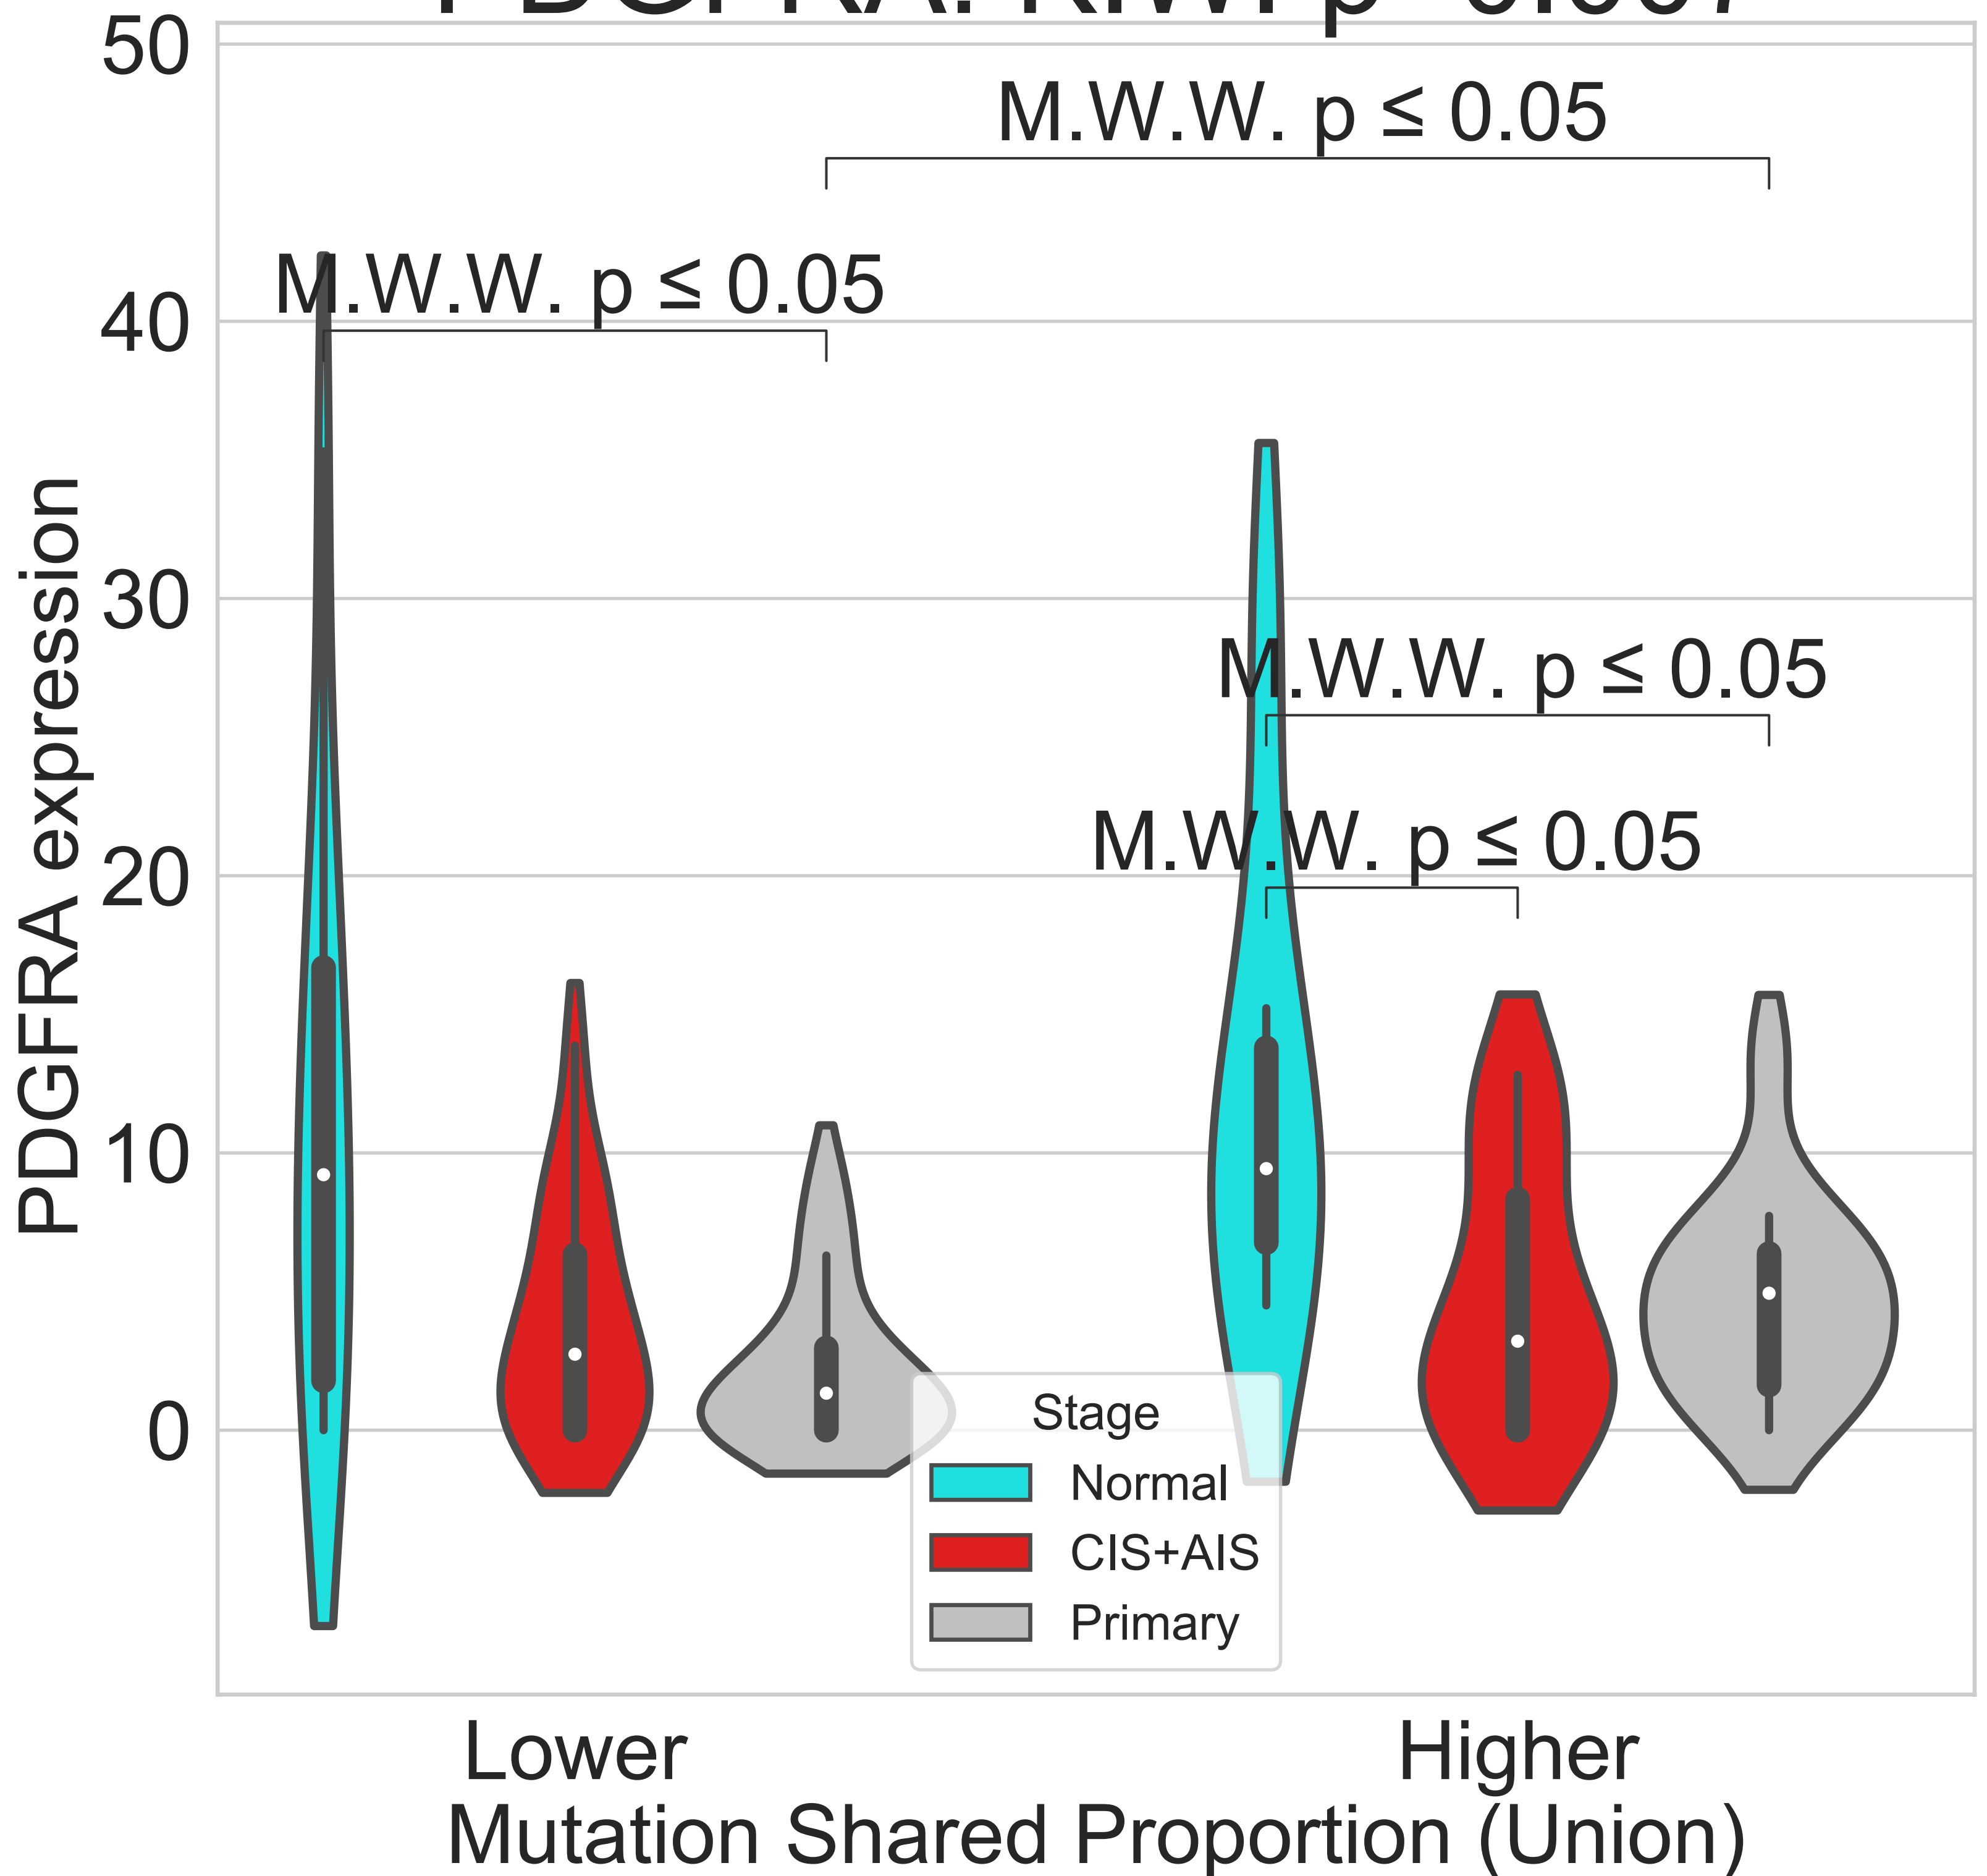 50
M.W.W. p ≤ 0.05
M.W.W. p ≤ 0.05
40
30
M.W.W. p ≤ 0.05
M.W.W. p ≤ 0.05
20
10
0
PDGFRA expression
Stage
Normal
CIS+AIS
Primary
Lower
Higher
Mutation Shared Proportion (Union)